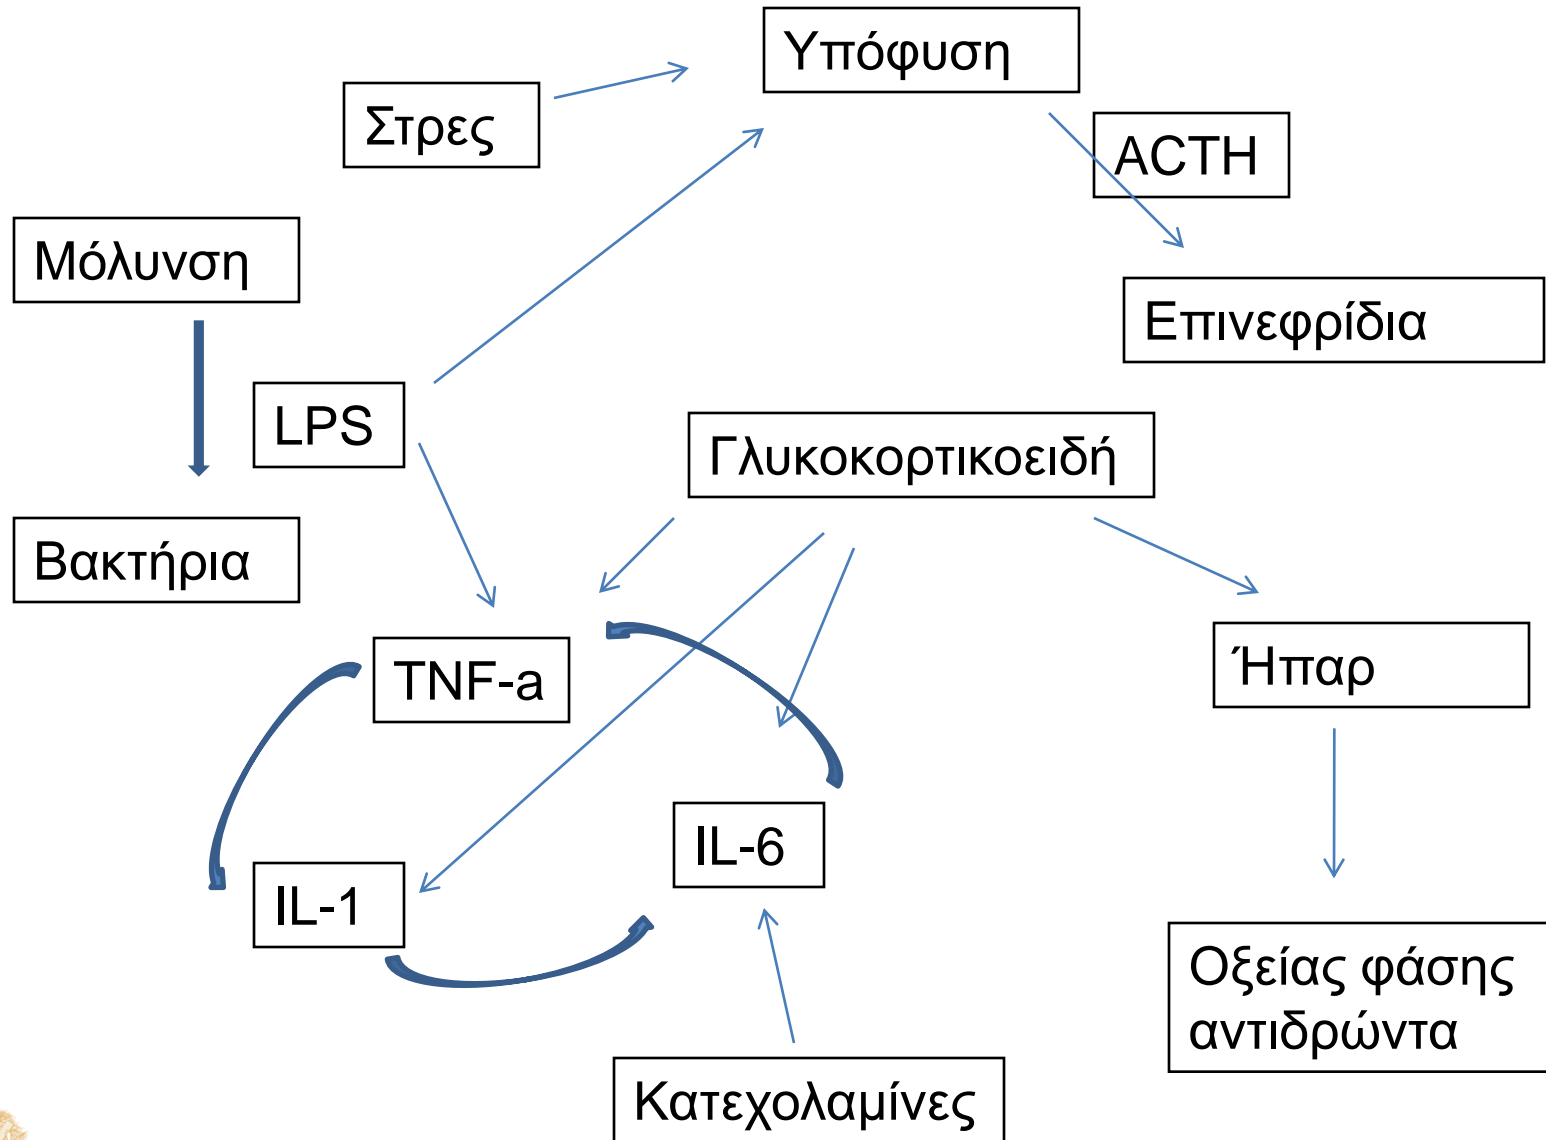 Υπόφυση
Στρες
ACTH
Μόλυνση
Επινεφρίδια
LPS
Γλυκοκορτικοειδή
Βακτήρια
TNF-a
Ήπαρ
IL-6
IL-1
Οξείας φάσης
αντιδρώντα
Κατεχολαμίνες